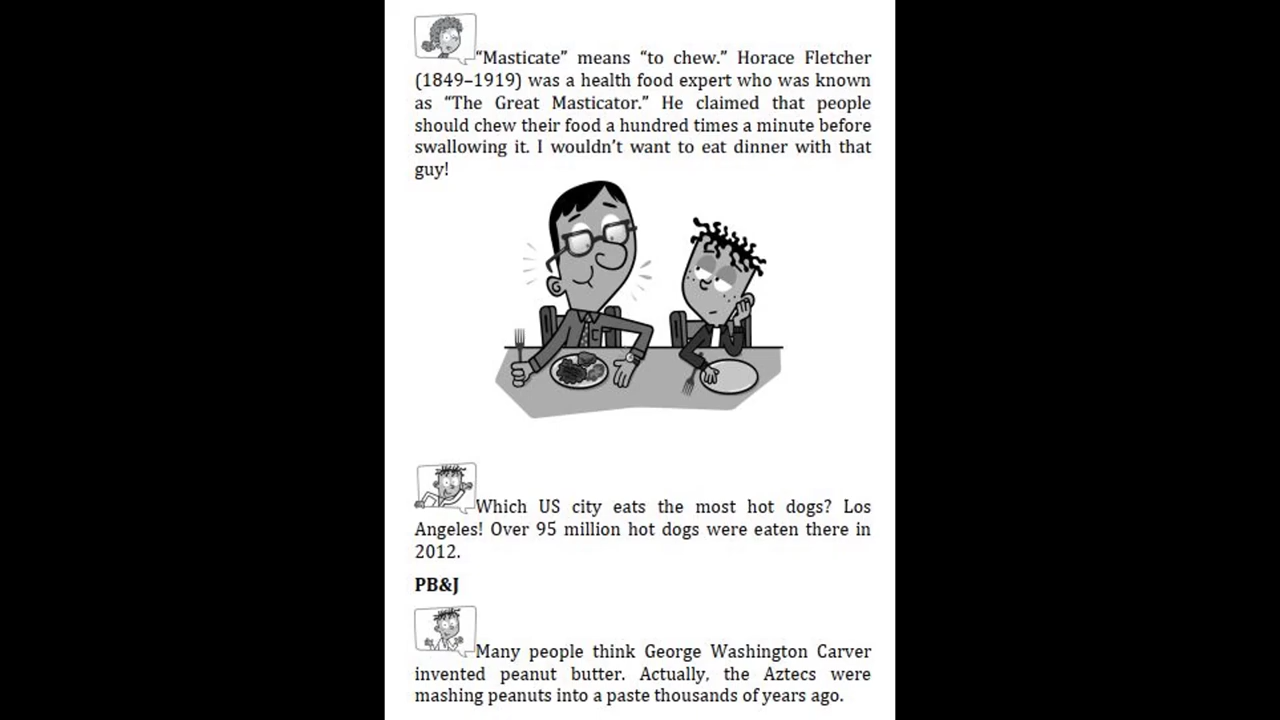 “Masticate” means “to chew.” Horace Fletcher
(1849–1919) was a health food expert who was known
as “The Great Masticator.” He claimed that people
should chew their food a hundred times a minute before
swallowing it. I wouldn’t want to eat dinner with that
guy!
Which US city eats the most hot dogs? Los
Angeles! Over 95 million hot dogs were eaten there in
2012.
PB&J
Many people think George Washington Carver
invented peanut butter. Actually, the Aztecs were
mashing peanuts into a paste thousands of years ago.